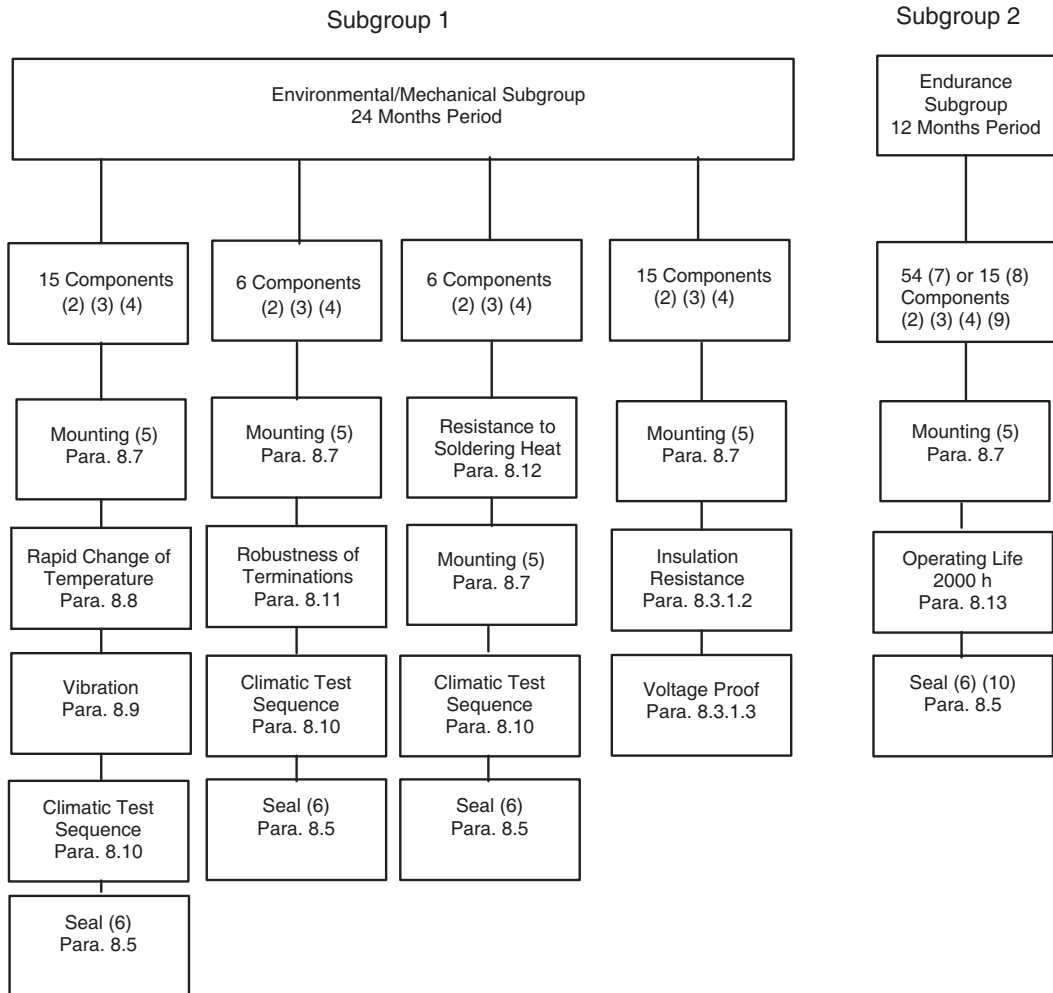 Subgroup 1
Subgroup 2
Environmental/Mechanical Subgroup
24 Months Period
Endurance
Subgroup
12 Months Period
15 Components
(2) (3) (4)
6 Components
(2) (3) (4)
6 Components
(2) (3) (4)
15 Components
(2) (3) (4)
54 (7) or 15 (8)
Components
(2) (3) (4) (9)
Mounting (5)
Para. 8.7
Mounting (5)
Para. 8.7
Resistance to
Soldering Heat
Para. 8.12
Mounting (5)
Para. 8.7
Mounting (5)
Para. 8.7
Rapid Change of
Temperature
Para. 8.8
Robustness of
Terminations
Para. 8.11
Mounting (5)
Para. 8.7
Insulation
Resistance
Para. 8.3.1.2
Operating Life
2000 h
Para. 8.13
Vibration
Para. 8.9
Climatic Test
Sequence
Para. 8.10
Climatic Test
Sequence
Para. 8.10
Voltage Proof
Para. 8.3.1.3
Seal (6) (10)
Para. 8.5
Climatic Test
Sequence
Para. 8.10
Seal (6)
Para. 8.5
Seal (6)
Para. 8.5
Seal (6)
Para. 8.5